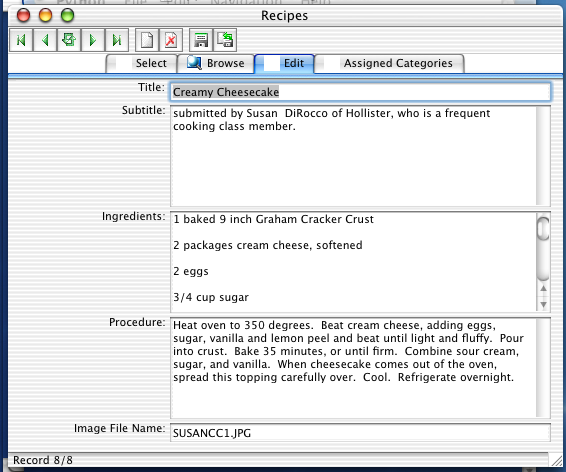 Recipes
Select Browse Edit Assigned Categories
Title: Creamy Cheesecake
Subtitle: submitted by Susan DiRocco of Hollister, who is a frequent
cooking class member.
Ingredients: 1 baked 9 inch Graham Cracker Crust
2 packages cream cheese, softened
2 eggs
3/4 cup sugar
Procedure: Heat oven to 350 degrees. Beat cream cheese, adding eggs,
sugar, vanilla and lemon peel and beat until light and fluffy. Pour
into crust. Bake 35 minutes, or until firm. Combine sour cream,
sugar, and vanilla. When cheesecake comes out of the oven,
spread this topping carefully over. Cool. Refrigerate overnight.
Image File Name: SUSANCC1.JPG
Record 8/8